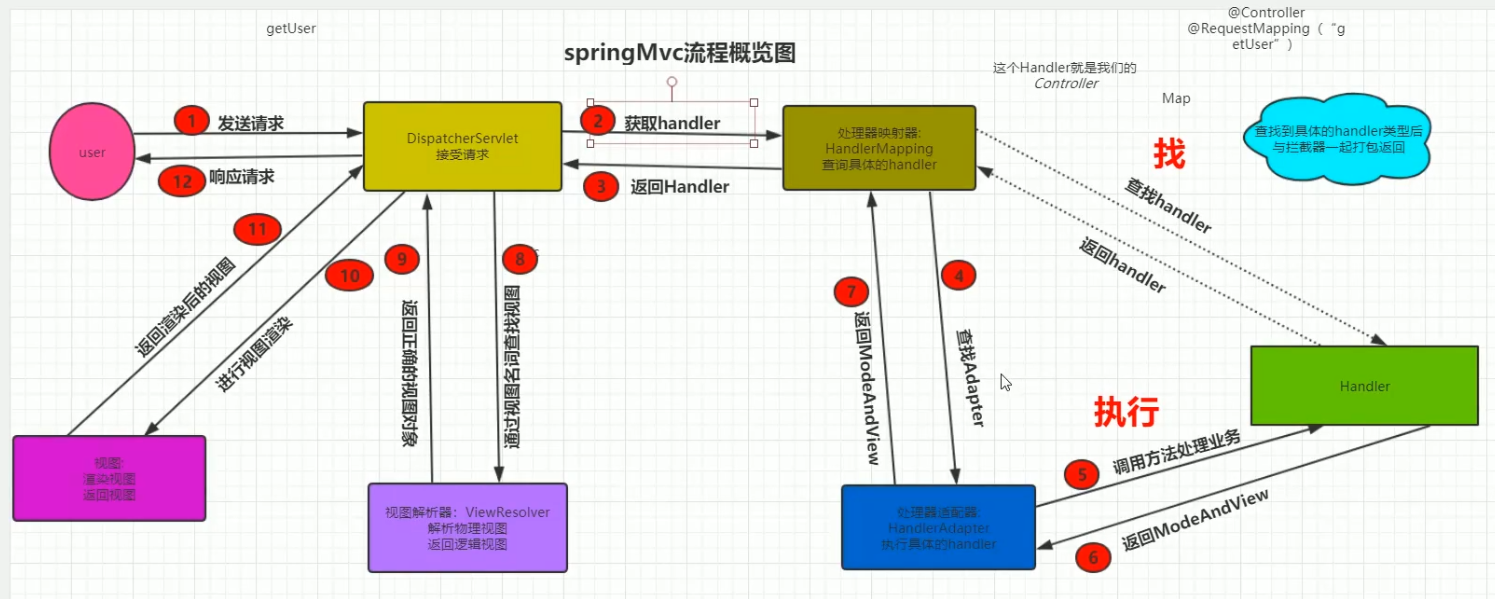 getUser
@Controller
@RequestMapping（ “g
etUser” ）
springMvc流程概览图
这个Handler就是我们的
Controller
Map
1
发送请求
2
获取handler
user
DispatcherServlet
接受请求
处理器映射器:
HandlerMapping
查询具体的handler
找
查找到具体的handler类型后
与拦截器一起打包返回
12
响应请求
3
返回Handler
查找handler
返回handler
11
返回渲染后的视图
10
进行视图渲染
9
返回正确的视图对象
8
通过视图名词查找视图
7
返回ModeAndView
4
查找Adapter
Handler
执行
5
调用方法处理业务
6
返回ModeAndView
视图:
渲染视图
返回视图
视图解析器：ViewResolver
解析物理视图
返回逻辑视图
处理器适配器:
HandlerAdapter
执行具体的handler